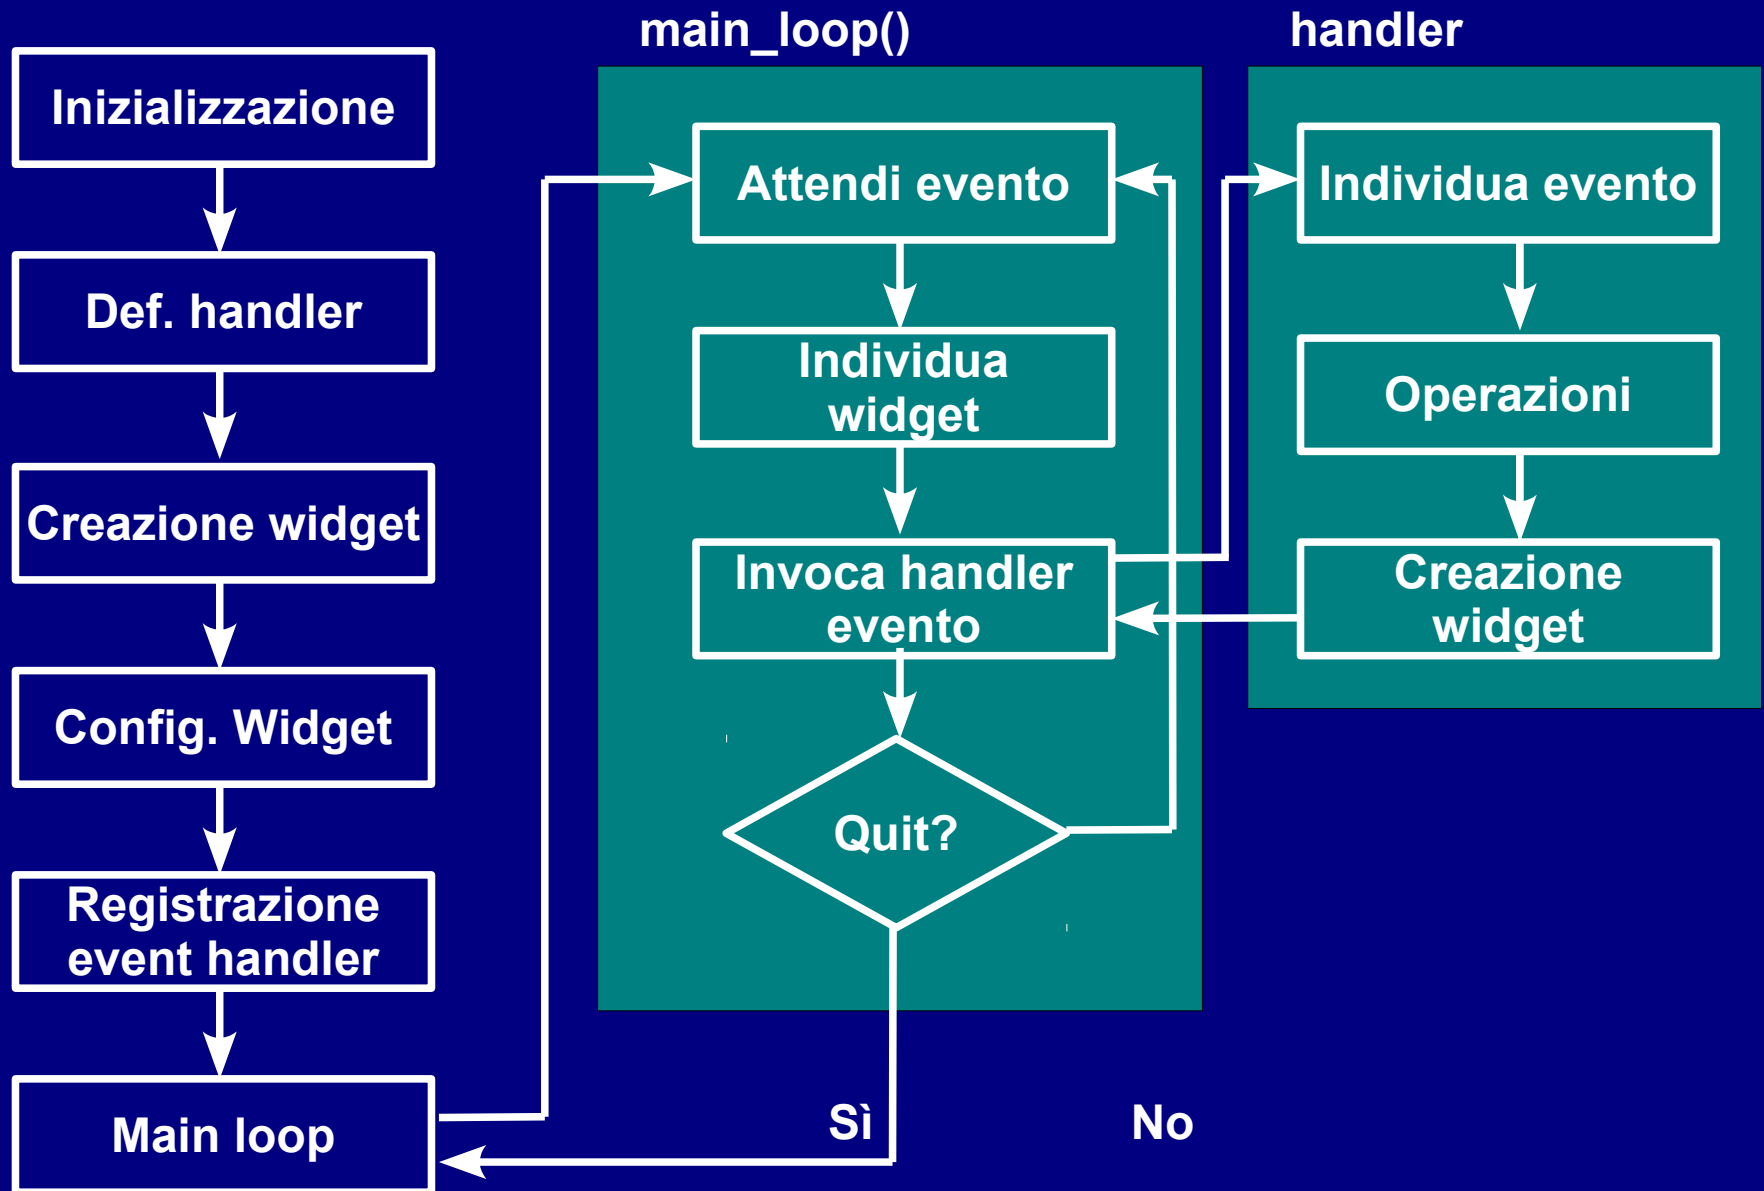 main_loop()
handler
Inizializzazione
Def. handler
Creazione widget
Config. Widget
Registrazione
event handler
Main loop
Attendi evento
Individua
widget
Invoca handler
evento
Quit?
Sì
No
Individua evento
Operazioni
Creazione
widget